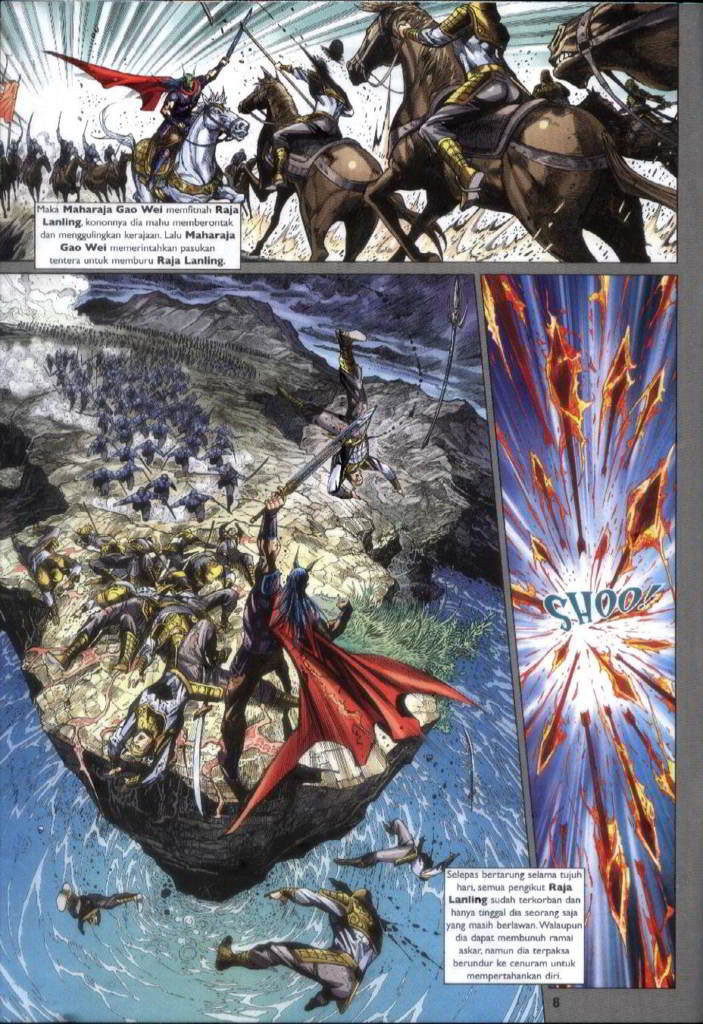 Maka Maharaja Gao Wei memfitnah Raja
Lanling, kononnya dia mahu memberontak
dan menggulingkan kerajaan. Lalu Maharaja
Gao Wei memerintahkan pasukan
tentera untuk memburu Raja Lanling.
SHOO!!
Selepas bertarung selama tujuh
hari, semua pengikut Raja
Lanling sudah terkorban dan
hanya tinggal dia seorang saja
yang masih berlawan. Walaupun
dia dapat membunuh ramai
askar, namun dia terpaksa
berundur ke cenuram untuk
mempertahankan diri.
8